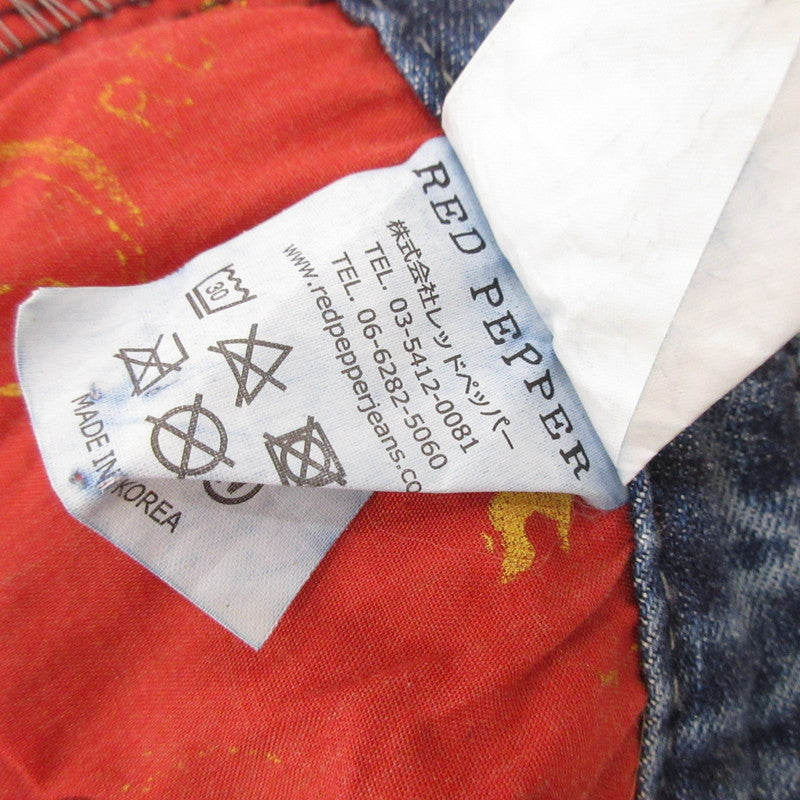 RED PEPPER
株式会社レッドペッパー
TEL. 03-5412-0081
TEL. 06-6282-5060
www.redpepperjeans.co
30
MADE IN KOREA